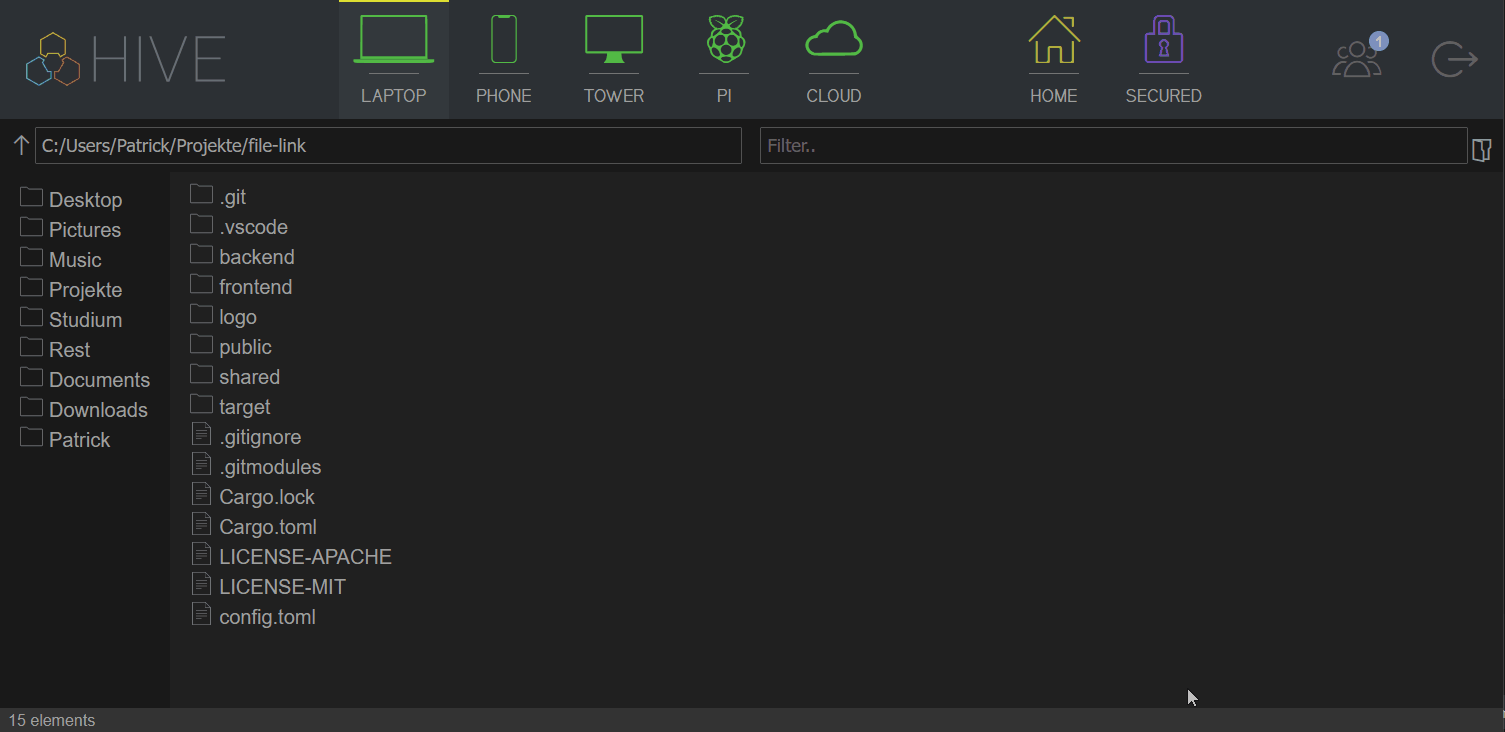 HIVE
LAPTOP
PHONE
TOWER
PI
CLOUD
HOME
SECURED
1
C:/Users/Patrick/Projekte/file-link
Filter..
Desktop
Pictures
Music
Projekte
Studium
Rest
Documents
Downloads
Patrick
.git
.vscode
backend
frontend
logo
public
shared
target
.gitignore
.gitmodules
Cargo.lock
Cargo.toml
LICENSE-APACHE
LICENSE-MIT
config.toml
15 elements